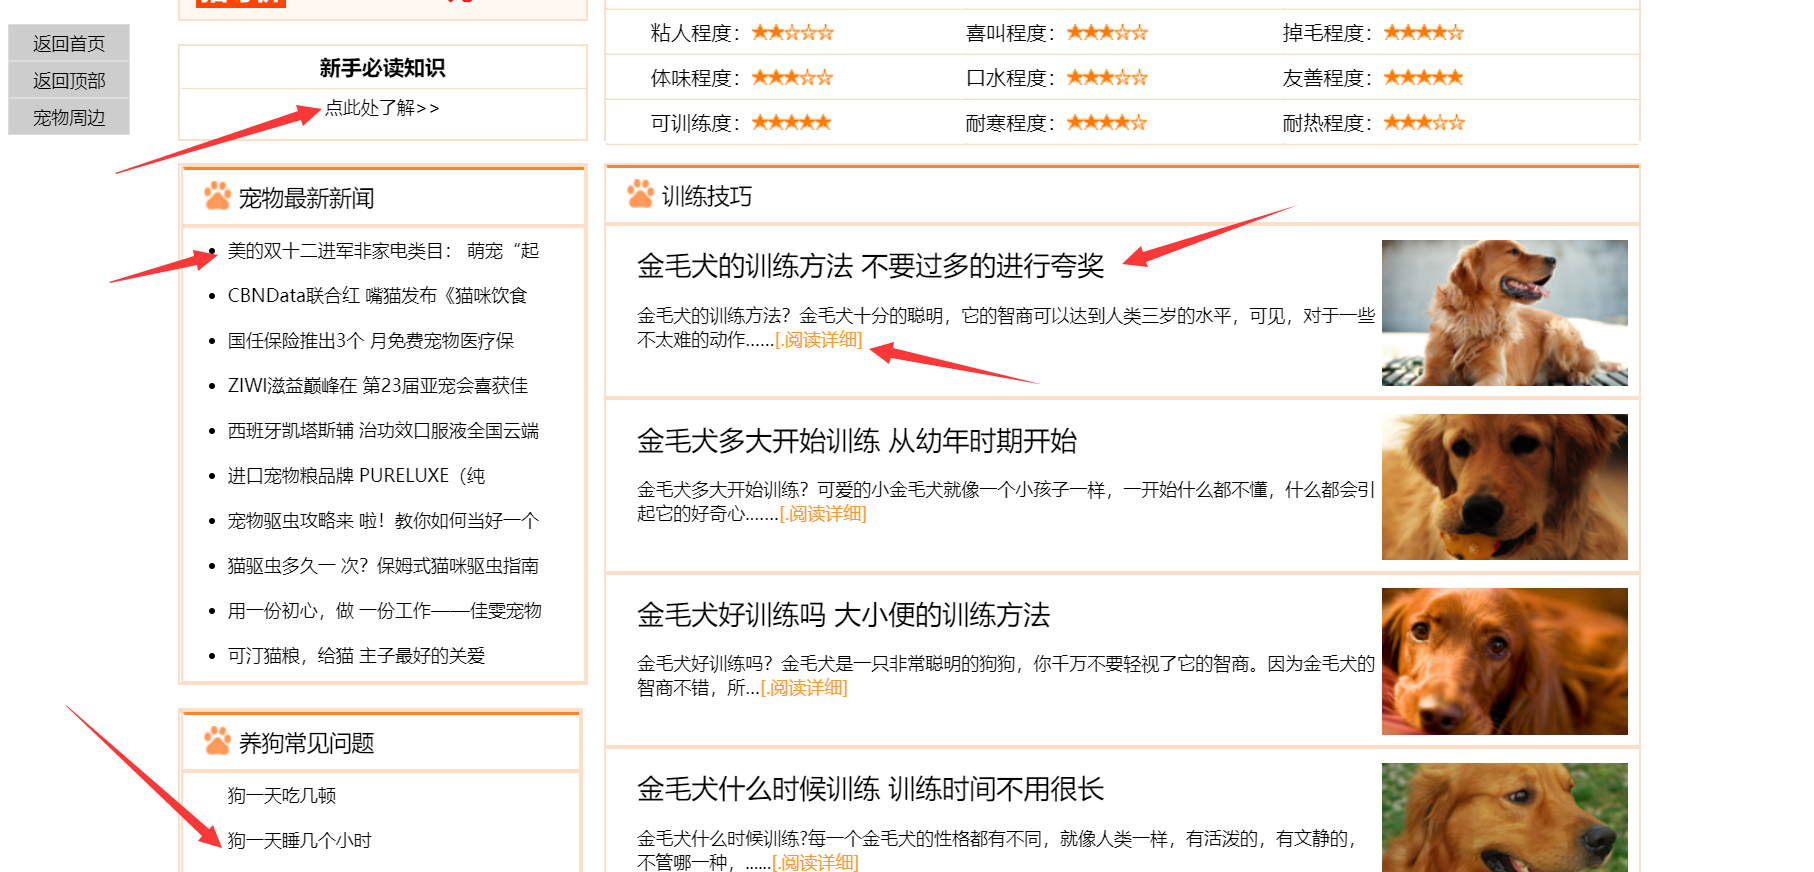 返回首页
返回顶部
宠物周边
新手必读知识
点此处了解>>
宠物最新新闻
美的双十二进军非家电类目： 萌宠“起
CBNData联合红 嘴猫发布《猫咪饮食
国任保险推出3个 月免费宠物医疗保
ZIWI滋益巅峰在 第23届亚宠会喜获佳
西班牙凯塔斯辅 治功效口服液全国云端
进口宠物粮品牌 PURELUXE（纯
宠物驱虫攻略来 啦！教你如何当好一个
猫驱虫多久一 次？保姆式猫咪驱虫指南
用一份初心，做 一份工作——佳雯宠物
可汀猫粮，给猫 主子最好的关爱
养狗常见问题
狗一天吃几顿
狗一天睡几个小时
粘人程度：★★☆☆☆ 喜叫程度：★★★☆☆ 掉毛程度：★★★★☆
体味程度：★★★☆☆ 口水程度：★★★☆☆ 友善程度：★★★★★
可训练度：★★★★★ 耐寒程度：★★★★☆ 耐热程度：★★★☆☆
训练技巧
金毛犬的训练方法 不要过多的进行夸奖
金毛犬的训练方法？金毛犬十分的聪明，它的智商可以达到人类三岁的水平，可见，对于一些
不太难的动作......[.阅读详细]
金毛犬多大开始训练 从幼年时期开始
金毛犬多大开始训练？可爱的小金毛犬就像一个小孩子一样，一开始什么都不懂，什么都会引
起它的好奇心.......[.阅读详细]
金毛犬好训练吗 大小便的训练方法
金毛犬好训练吗？金毛犬是一只非常聪明的狗狗，你千万不要轻视了它的智商。因为金毛犬的
智商不错，所...[.阅读详细]
金毛犬什么时候训练 训练时间不用很长
金毛犬什么时候训练?每一个金毛犬的性格都有不同，就像人类一样，有活泼的，有文静的，
不管哪一种，......[.阅读详细]